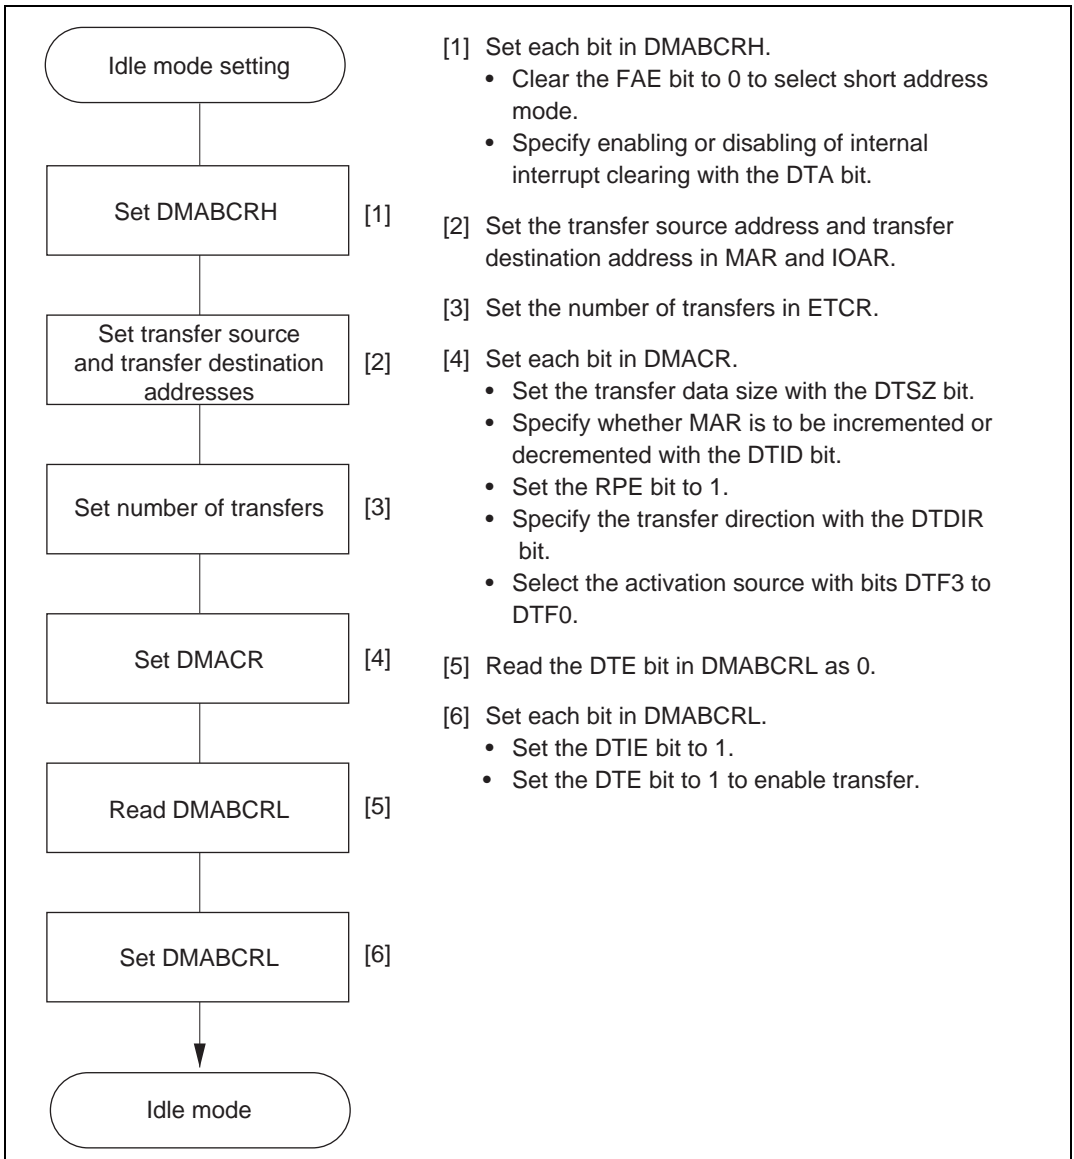 Idle mode setting
Set DMABCRH
[1]
Set transfer source
and transfer destination
addresses
[2]
Set number of transfers
[3]
Set DMACR
[4]
Read DMABCRL
[5]
Set DMABCRL
[6]
Idle mode
[1] Set each bit in DMABCRH.
• Clear the FAE bit to 0 to select short address
mode.
• Specify enabling or disabling of internal
interrupt clearing with the DTA bit.
[2] Set the transfer source address and transfer
destination address in MAR and IOAR.
[3] Set the number of transfers in ETCR.
[4] Set each bit in DMACR.
• Set the transfer data size with the DTSZ bit.
• Specify whether MAR is to be incremented or
decremented with the DTID bit.
• Set the RPE bit to 1.
• Specify the transfer direction with the DTDIR
bit.
• Select the activation source with bits DTF3 to
DTF0.
[5] Read the DTE bit in DMABCRL as 0.
[6] Set each bit in DMABCRL.
• Set the DTIE bit to 1.
• Set the DTE bit to 1 to enable transfer.